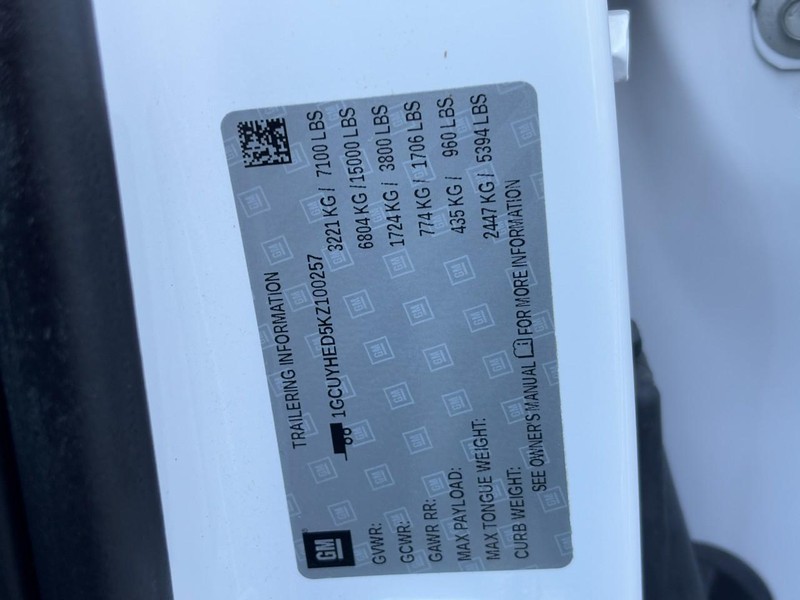 TRAILERING INFORMATION
1GCUYHED5KZ100257
GM
GVWR: 3221 KG / 7100 LBS
GCWR: 6804 KG / 15000 LBS
GAWR RR: 1724 KG / 3800 LBS
MAX PAYLOAD: 774 KG / 1706 LBS
MAX TONGUE WEIGHT: 435 KG / 960 LBS.
CURB WEIGHT: 2447 KG / 5394 LBS
SEE OWNER'S MANUAL FOR MORE INFORMATION